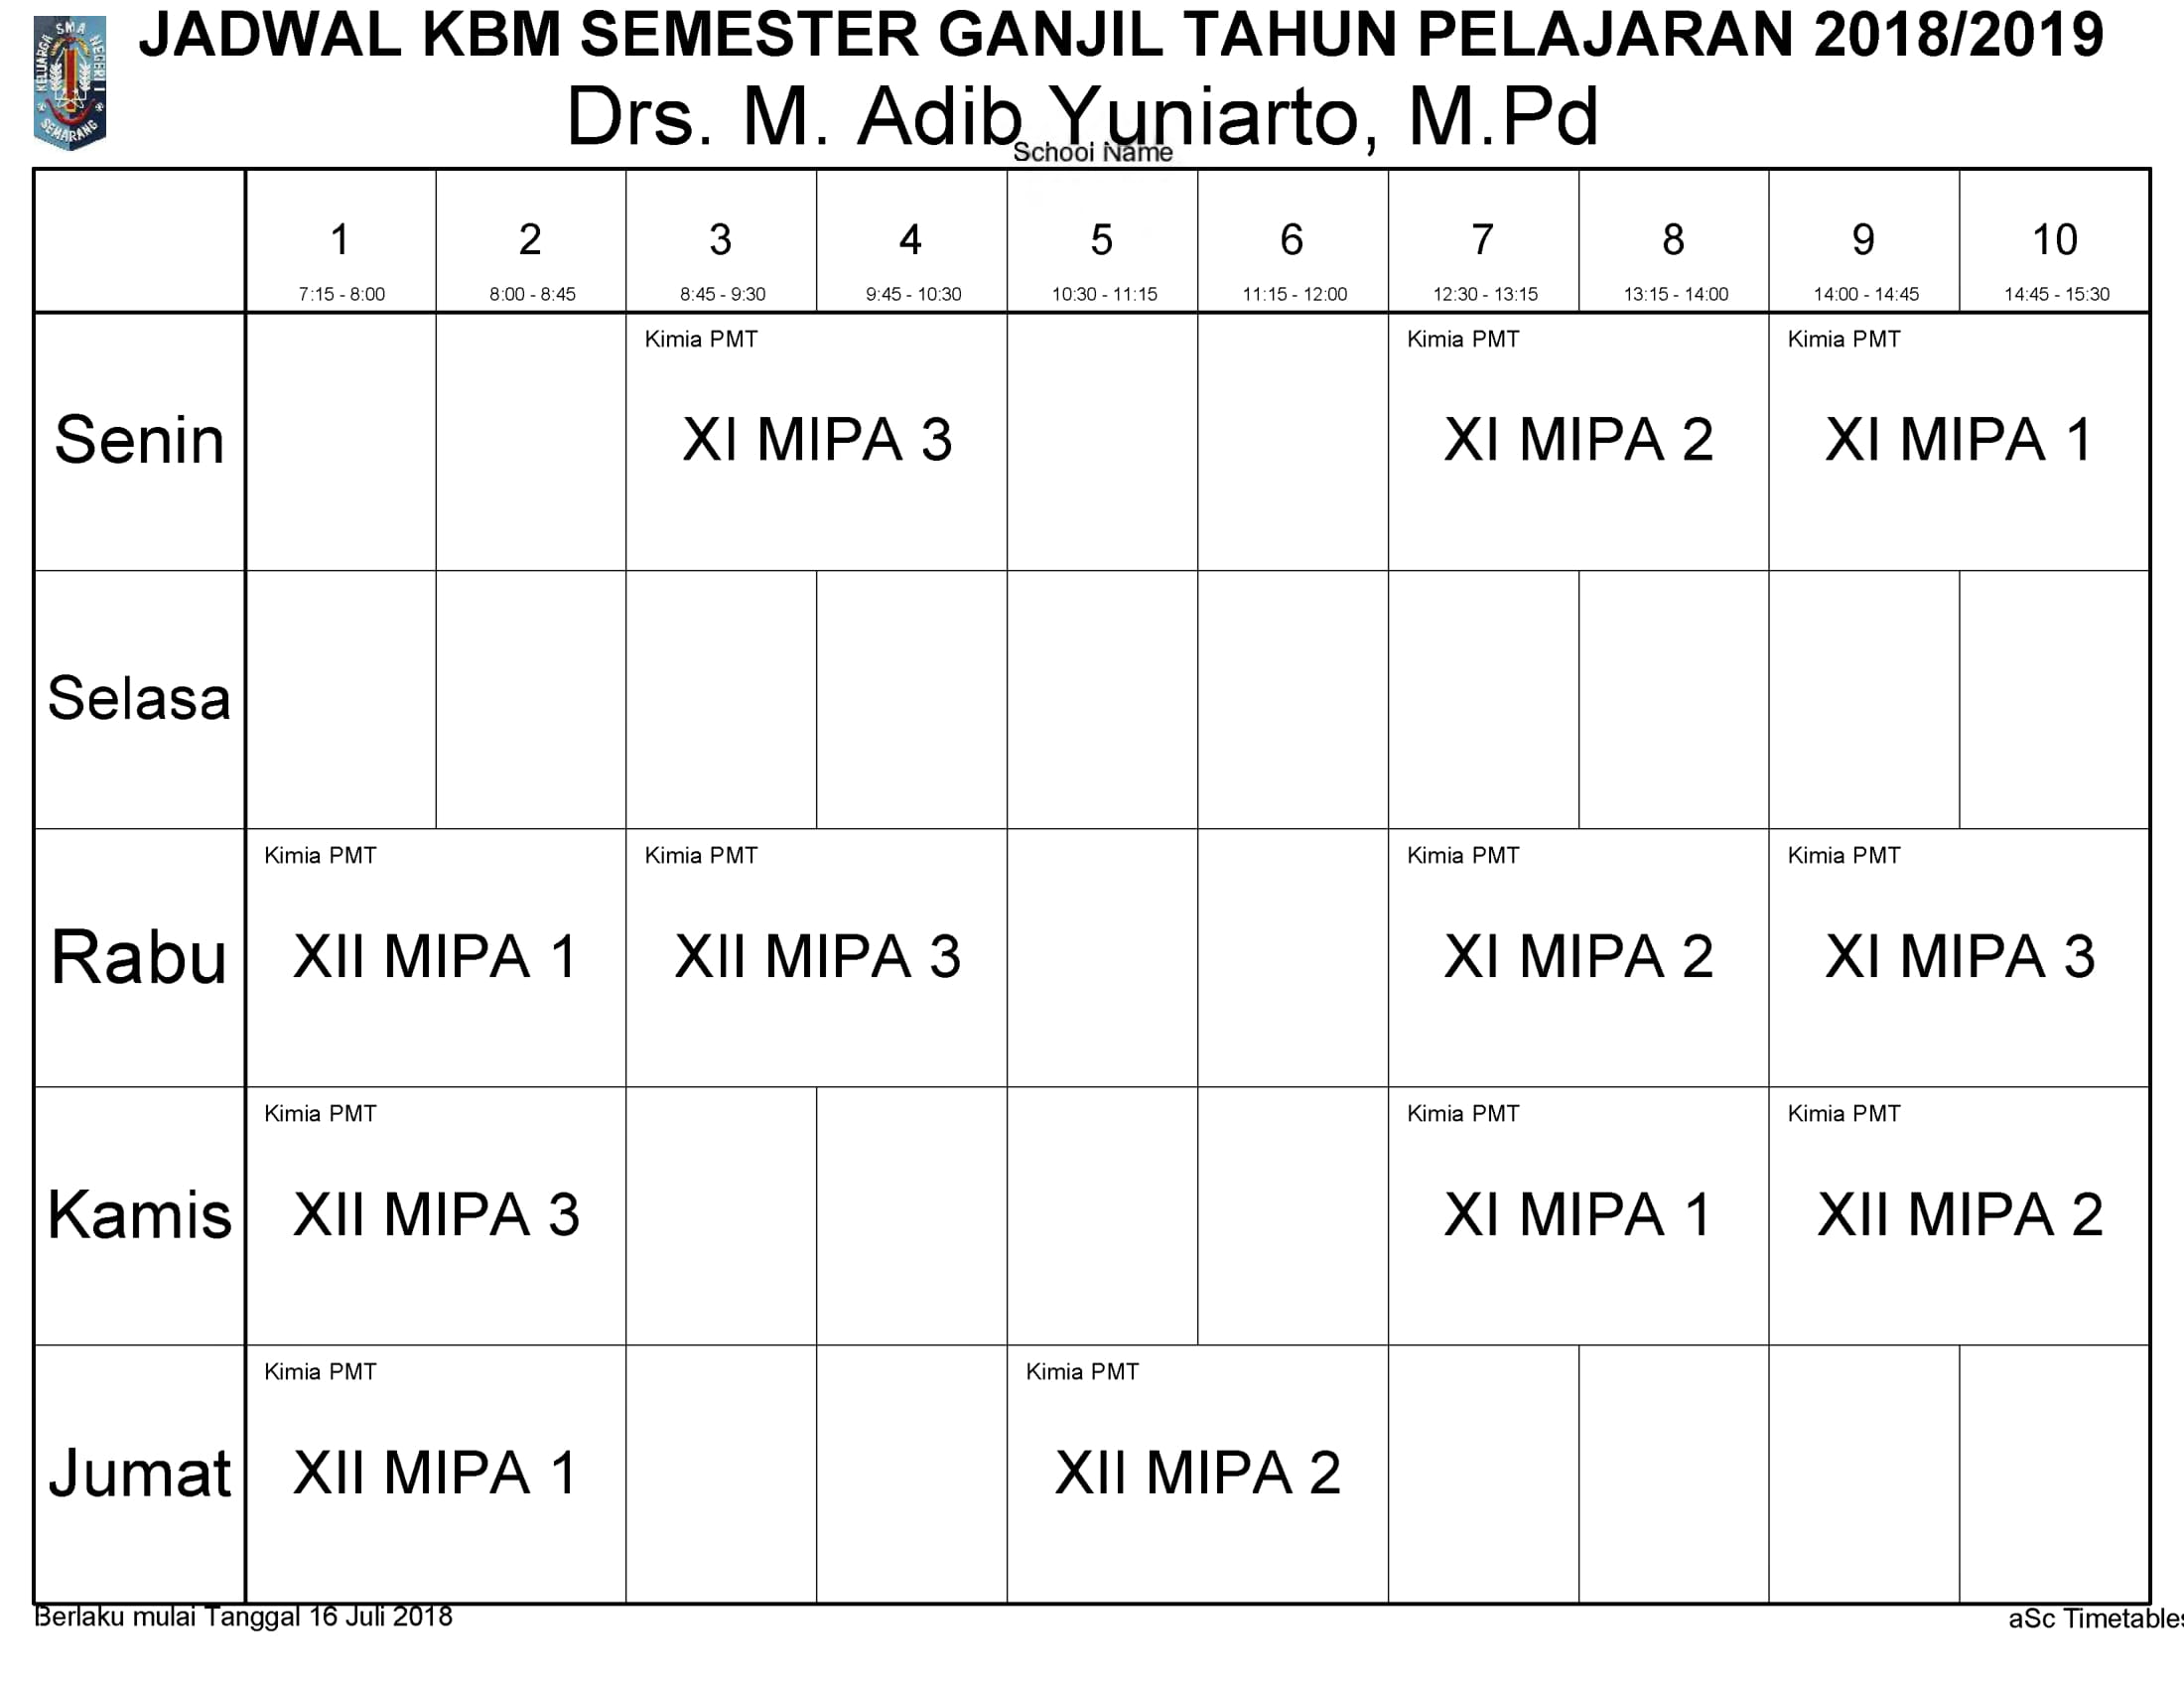 KELUARGA SMA NEGERI 1
SEMARANG
JADWAL KBM SEMESTER GANJIL TAHUN PELAJARAN 2018/2019
Drs. M. Adib Yuniarto, M.Pd
School Name
1 2 3 4 5 6 7 8 9 10
7:15 - 8:00 8:00 - 8:45 8:45 - 9:30 9:45 - 10:30 10:30 - 11:15 11:15 - 12:00 12:30 - 13:15 13:15 - 14:00 14:00 - 14:45 14:45 - 15:30
Kimia PMT Kimia PMT Kimia PMT
Senin XI MIPA 3 XI MIPA 2 XI MIPA 1
Selasa
Kimia PMT Kimia PMT Kimia PMT Kimia PMT
Rabu XII MIPA 1 XII MIPA 3 XI MIPA 2 XI MIPA 3
Kimia PMT Kimia PMT Kimia PMT
Kamis XII MIPA 3 XI MIPA 1 XII MIPA 2
Kimia PMT Kimia PMT
Jumat XII MIPA 1 XII MIPA 2
Berlaku mulai Tanggal 16 Juli 2018 aSc Timetables